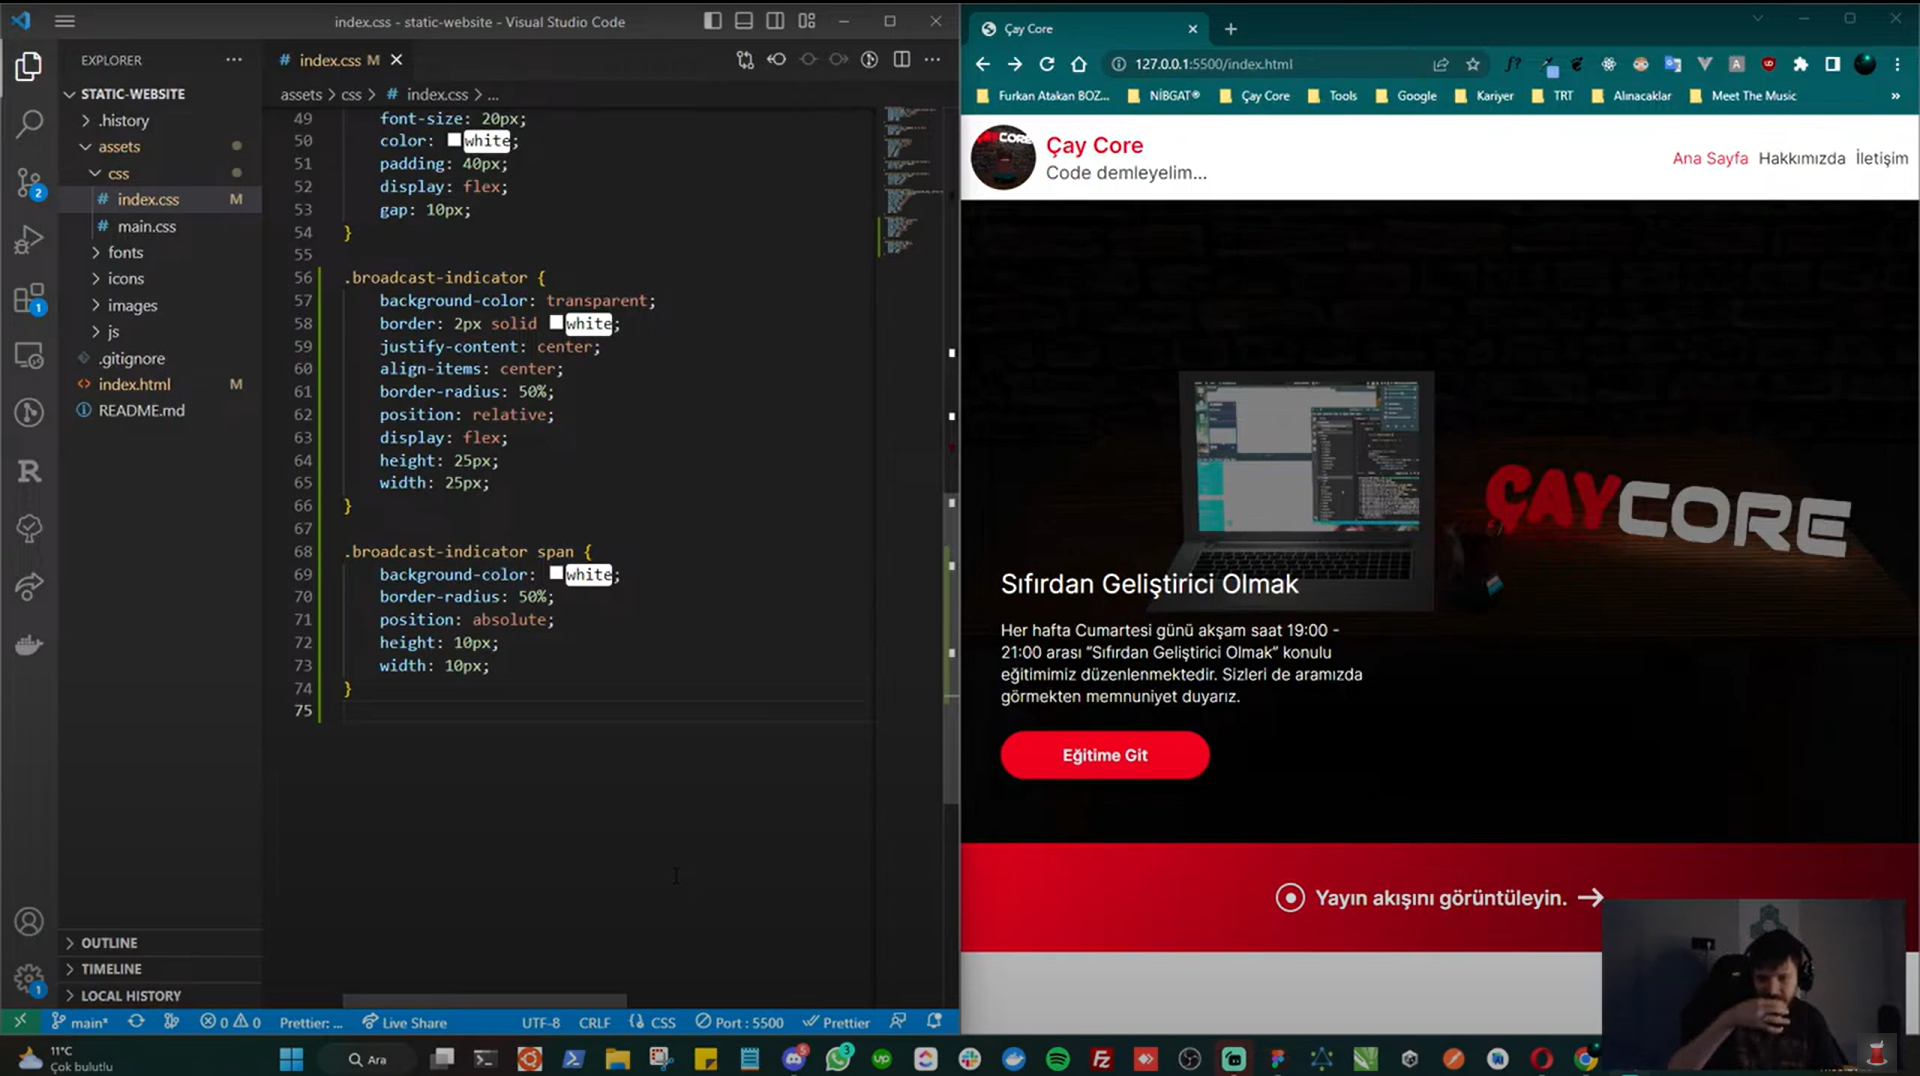 index.css - static-website - Visual Studio Code
EXPLORER
STATIC-WEBSITE
.history
assets
css
# index.css M
# main.css
fonts
icons
images
js
.gitignore
<> index.html M
README.md
OUTLINE
TIMELINE
LOCAL HISTORY
# index.css M
assets > css > # index.css > ...
49 font-size: 20px;
50 color: white;
51 padding: 40px;
52 display: flex;
53 gap: 10px;
54 }
55
56 .broadcast-indicator {
57 background-color: transparent;
58 border: 2px solid white;
59 justify-content: center;
60 align-items: center;
61 border-radius: 50%;
62 position: relative;
63 display: flex;
64 height: 25px;
65 width: 25px;
66 }
67
68 .broadcast-indicator span {
69 background-color: white;
70 border-radius: 50%;
71 position: absolute;
72 height: 10px;
73 width: 10px;
74 }
75
main* 0 0 Prettier: ... Live Share UTF-8 CRLF CSS Port : 5500 Prettier
Çay Core
127.0.0.1:5500/index.html
Furkan Atakan BOZ... NİBGAT® Çay Core Tools Google Kariyer TRT Alınacaklar Meet The Music »
Çay Core
Code demleyelim...
Ana Sayfa Hakkımızda İletişim
ÇAYCORE
Sıfırdan Geliştirici Olmak
Her hafta Cumartesi günü akşam saat 19:00 -
21:00 arası “Sıfırdan Geliştirici Olmak” konulu
eğitimimiz düzenlenmektedir. Sizleri de aramızda
görmekten memnuniyet duyarız.
Eğitime Git
Yayın akışını görüntüleyin.
11°C
Çok bulutlu
Ara